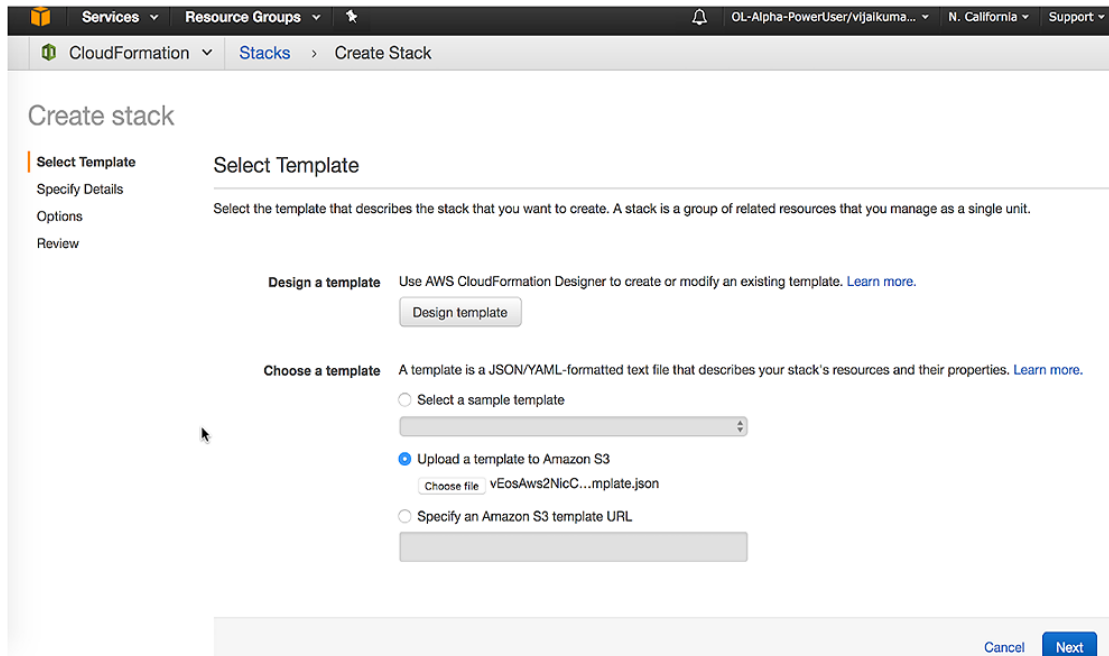 Services Resource Groups OL-Alpha-PowerUser/vijaikuma... N. California Support
CloudFormation Stacks › Create Stack
Create stack
Select Template
Specify Details
Options
Review
Select Template
Select the template that describes the stack that you want to create. A stack is a group of related resources that you manage as a single unit.
Design a template Use AWS CloudFormation Designer to create or modify an existing template. Learn more.
Design template
Choose a template A template is a JSON/YAML-formatted text file that describes your stack's resources and their properties. Learn more.
Select a sample template
Upload a template to Amazon S3
Choose file vEosAws2NicC...mplate.json
Specify an Amazon S3 template URL
Cancel Next